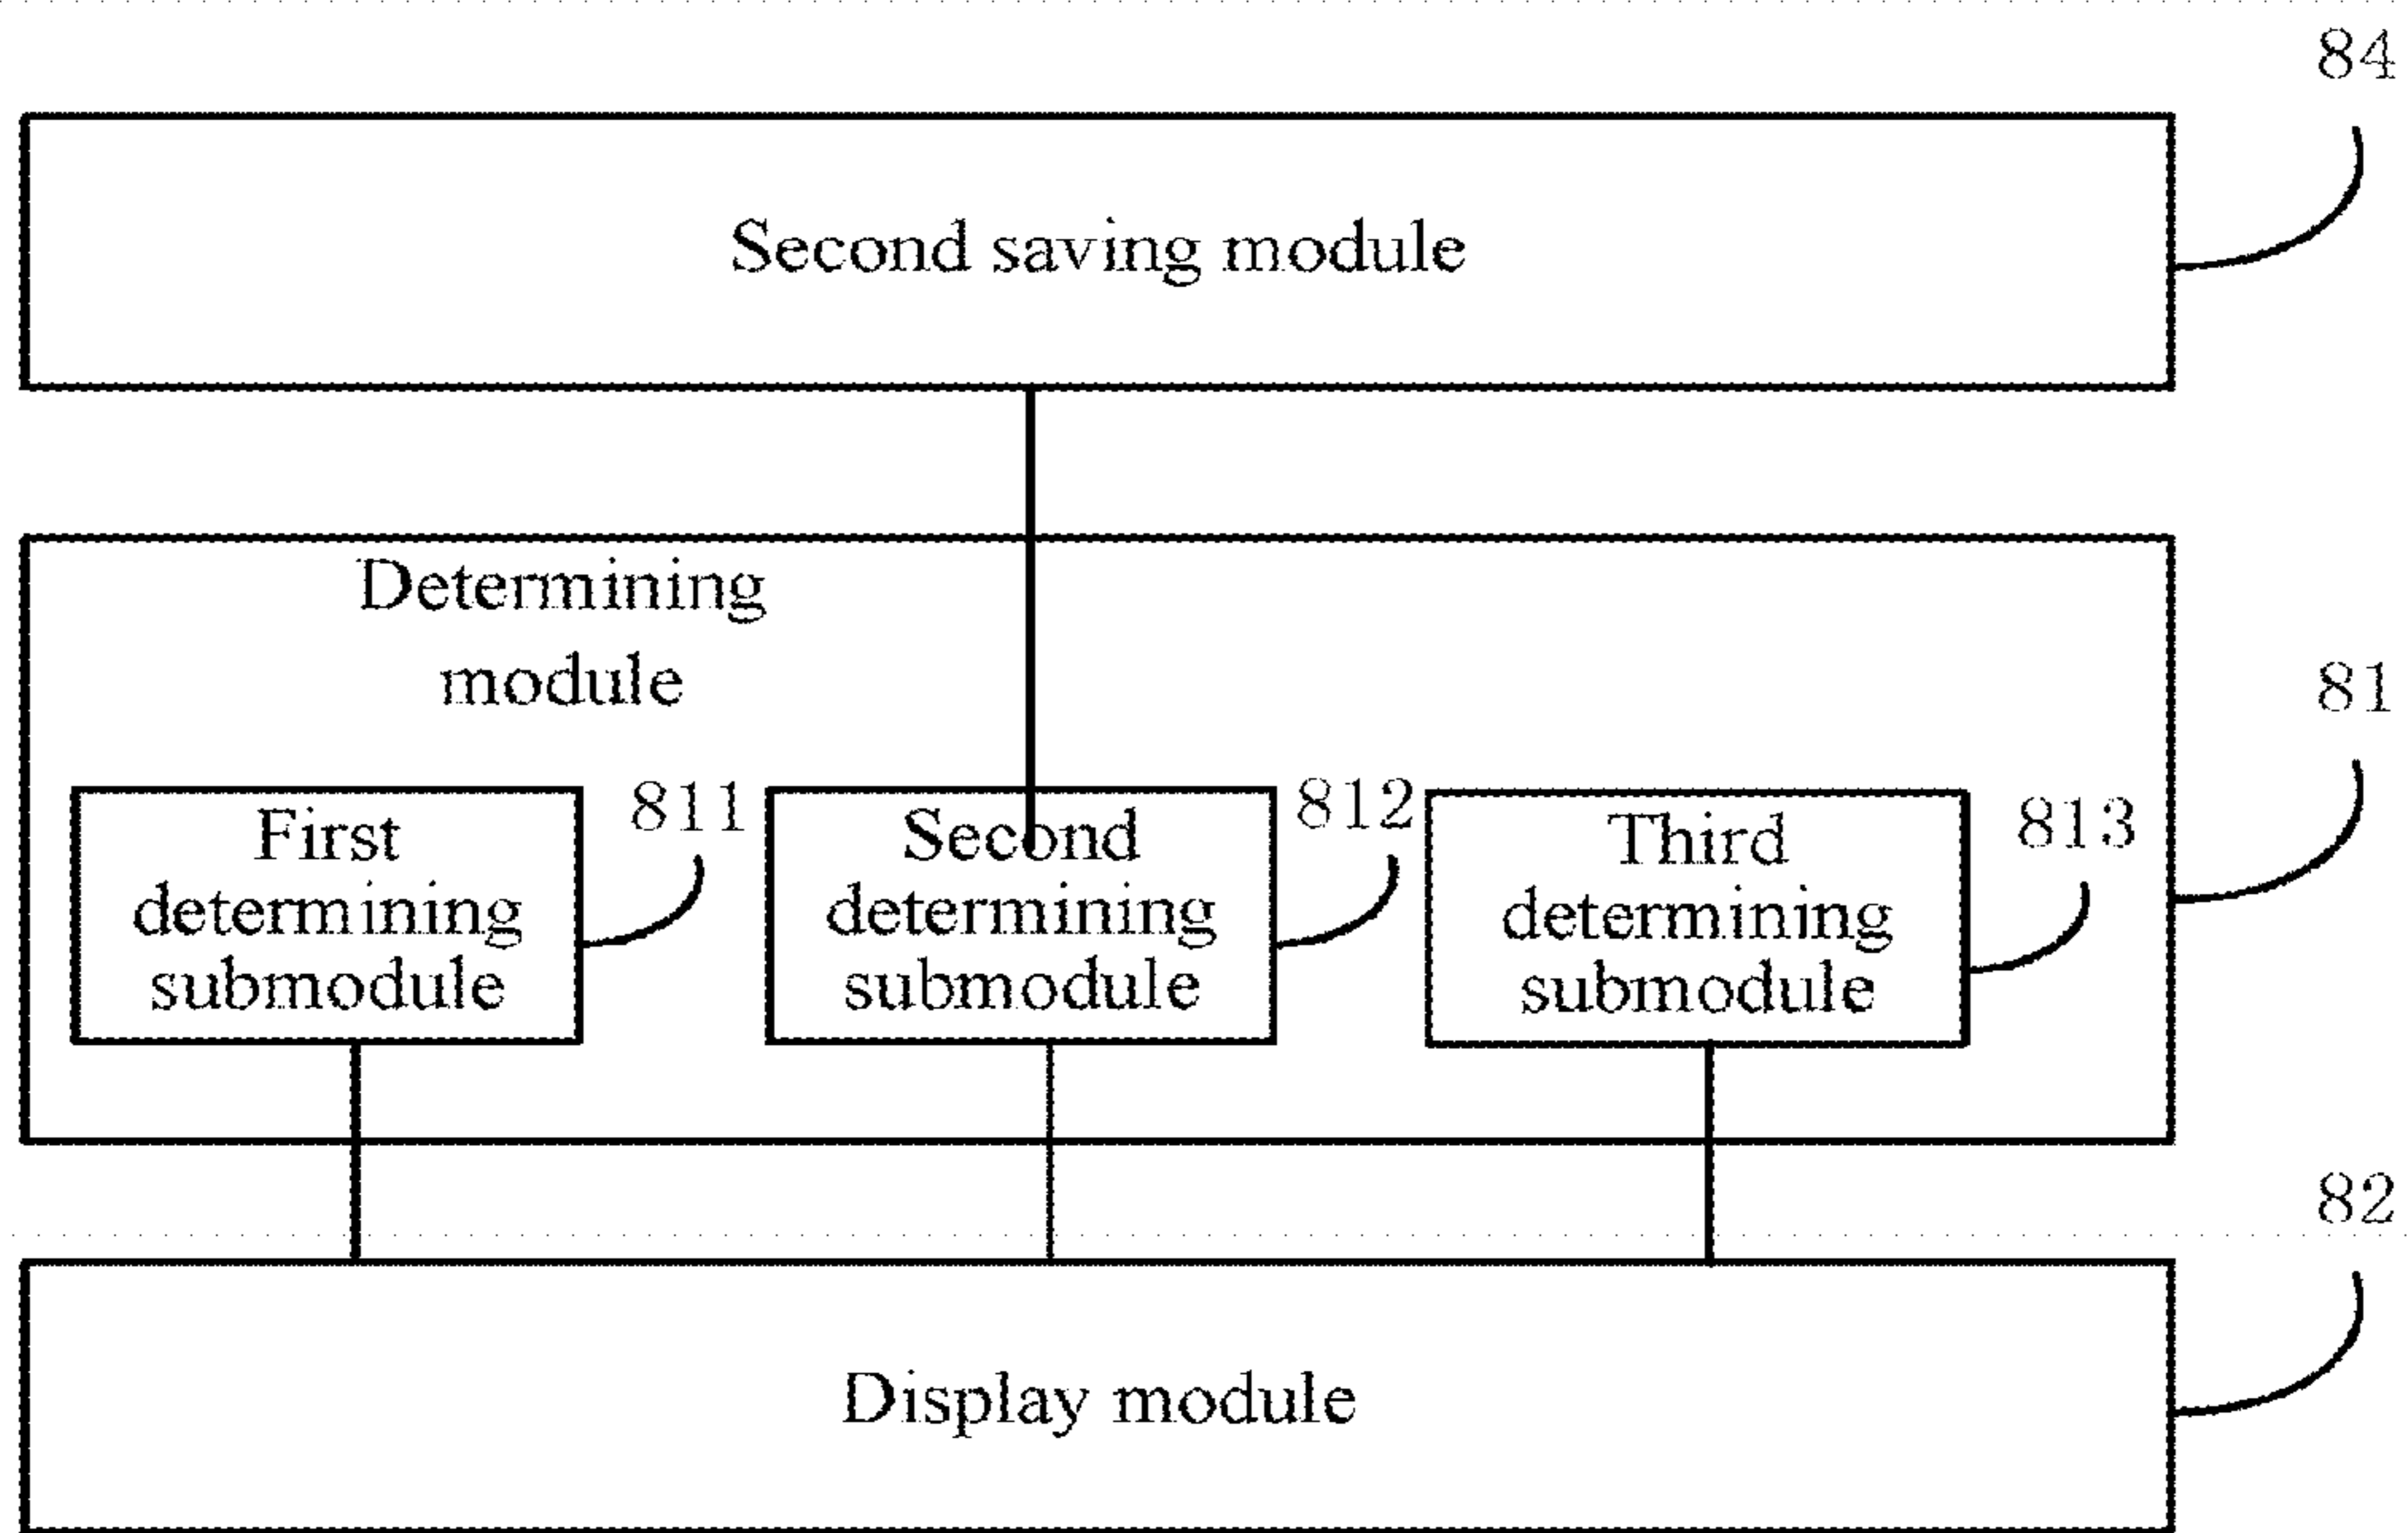 84
Second saving module
Determining
module
81
811
812
813
First
determining
submodule
Second
determining
submodule
Third
determining
submodule
82
Display module